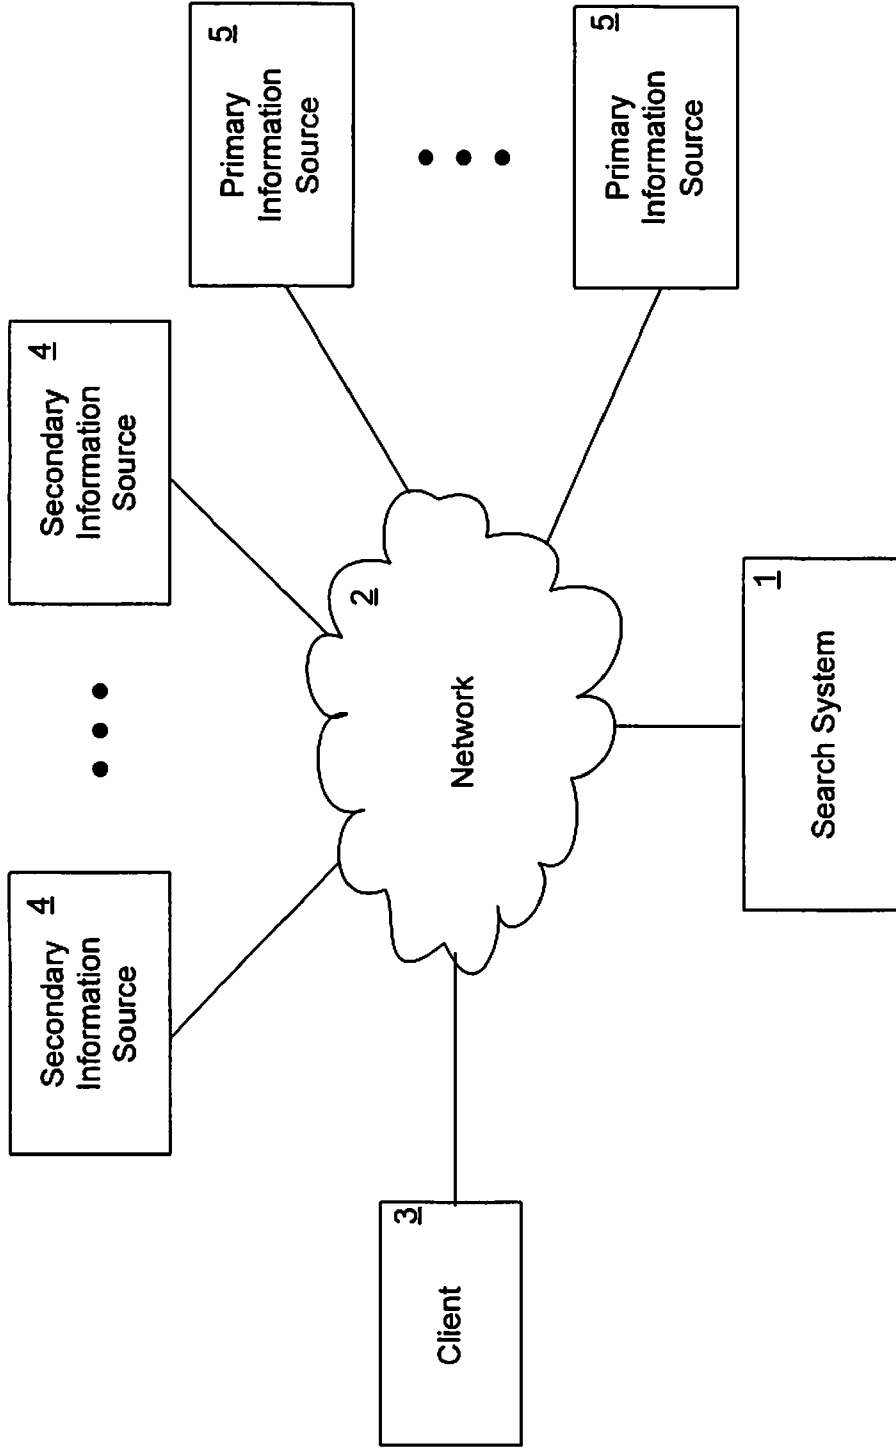 4
Secondary
Information
Source
4
Secondary
Information
Source
5
Primary
Information
Source
5
Primary
Information
Source
2
Network
3
Client
1
Search System